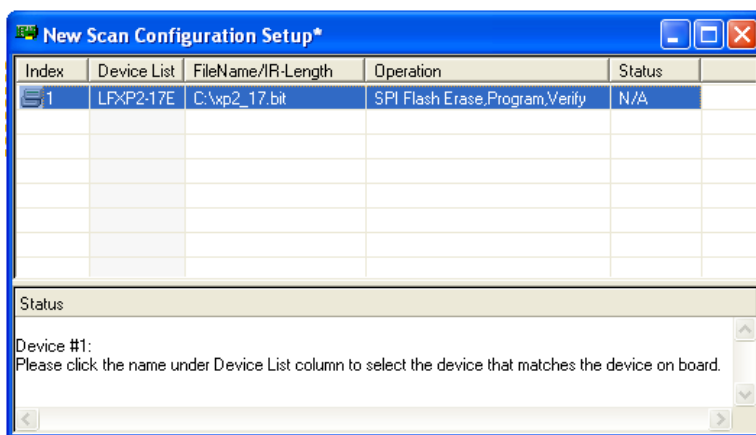 New Scan Configuration Setup*
Index Device List FileName/IR-Length Operation Status
1 LFXP2-17E C:\xp2_17.bit SPI Flash Erase,Program,Verify N/A
Status
Device #1:
Please click the name under Device List column to select the device that matches the device on board.